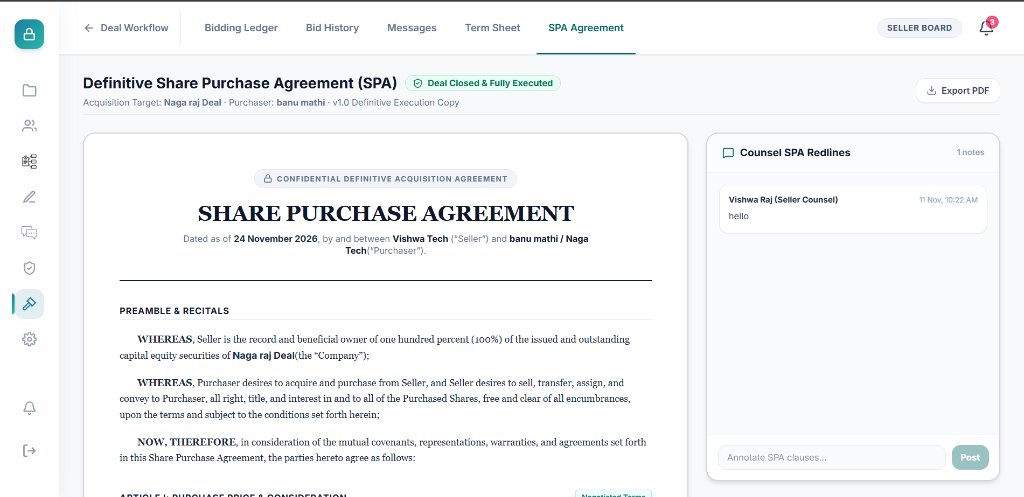 Deal Workflow
Bidding Ledger
Bid History
Messages
Term Sheet
SPA Agreement
SELLER BOARD
3
Definitive Share Purchase Agreement (SPA)
Deal Closed & Fully Executed
Acquisition Target: Naga raj Deal · Purchaser: banu mathi · v1.0 Definitive Execution Copy
Export PDF
CONFIDENTIAL DEFINITIVE ACQUISITION AGREEMENT
SHARE PURCHASE AGREEMENT
Dated as of 24 November 2026, by and between Vishwa Tech (“Seller”) and banu mathi / Naga
Tech(“Purchaser”).
PREAMBLE & RECITALS
WHEREAS, Seller is the record and beneficial owner of one hundred percent (100%) of the issued and outstanding
capital equity securities of Naga raj Deal(the “Company”);
WHEREAS, Purchaser desires to acquire and purchase from Seller, and Seller desires to sell, transfer, assign, and
convey to Purchaser, all right, title, and interest in and to all of the Purchased Shares, free and clear of all encumbrances,
upon the terms and subject to the conditions set forth herein;
NOW, THEREFORE, in consideration of the mutual covenants, representations, warranties, and agreements set forth
in this Share Purchase Agreement, the parties hereto agree as follows:
ARTICLE I: PURCHASE PRICE & CONSIDERATION
Negotiated Terms
Counsel SPA Redlines
1 notes
Vishwa Raj (Seller Counsel)
11 Nov, 10:22 AM
hello
Annotate SPA clauses...
Post